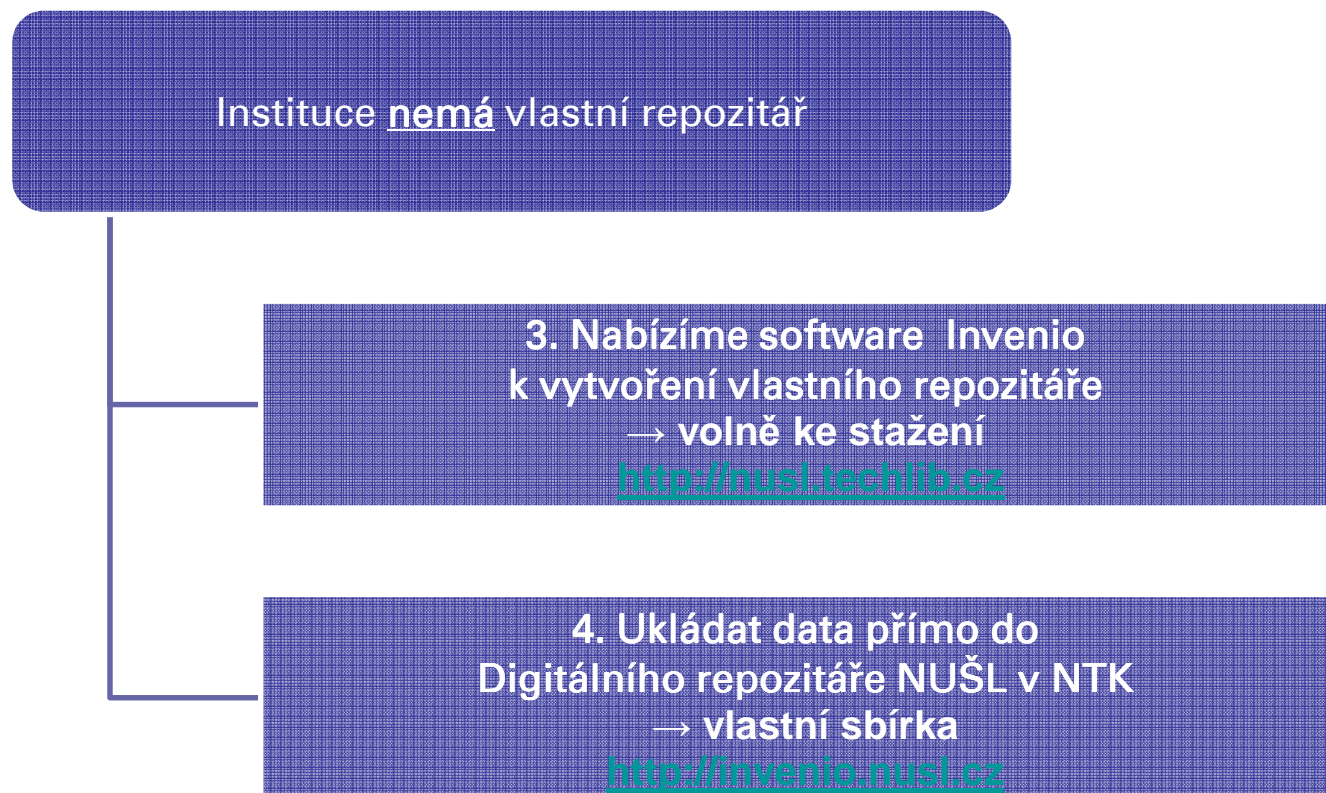 Instituce nemá vlastní repozitář
3. Nabízíme software Invenio
k vytvoření vlastního repozitáře
→ volně ke stažení
http://nusl.techlib.cz
4. Ukládat data přímo do
Digitálního repozitáře NUŠL v NTK
→ vlastní sbírka
http://invenio.nusl.cz